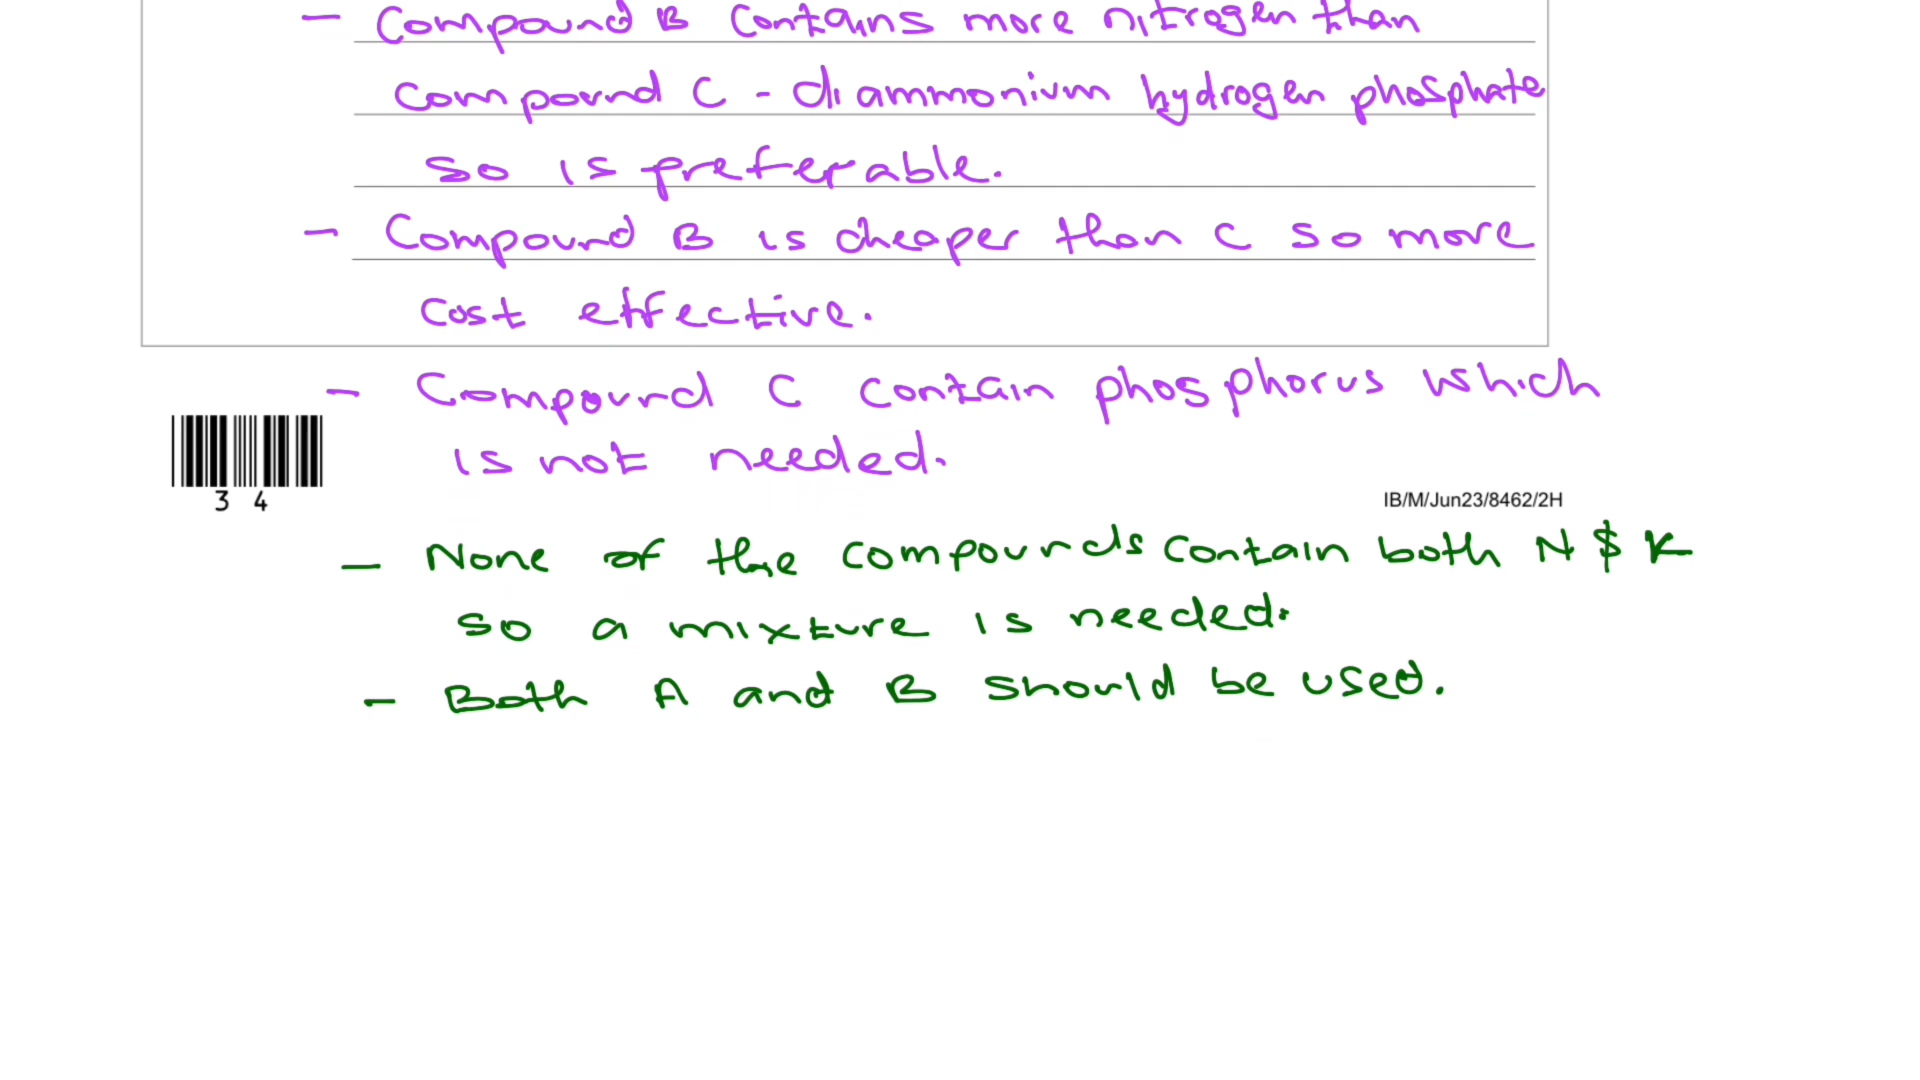 - Compound B contains more nitrogen than
compound C - diammonium hydrogen phosphate
so is preferable.
- Compound B is cheaper than C so more
cost effective.
- Compound C contain phosphorus which
is not needed.
3 4
IB/M/Jun23/8462/2H
- None of the compounds contain both N & K
so a mixture is needed.
- Both A and B should be used.